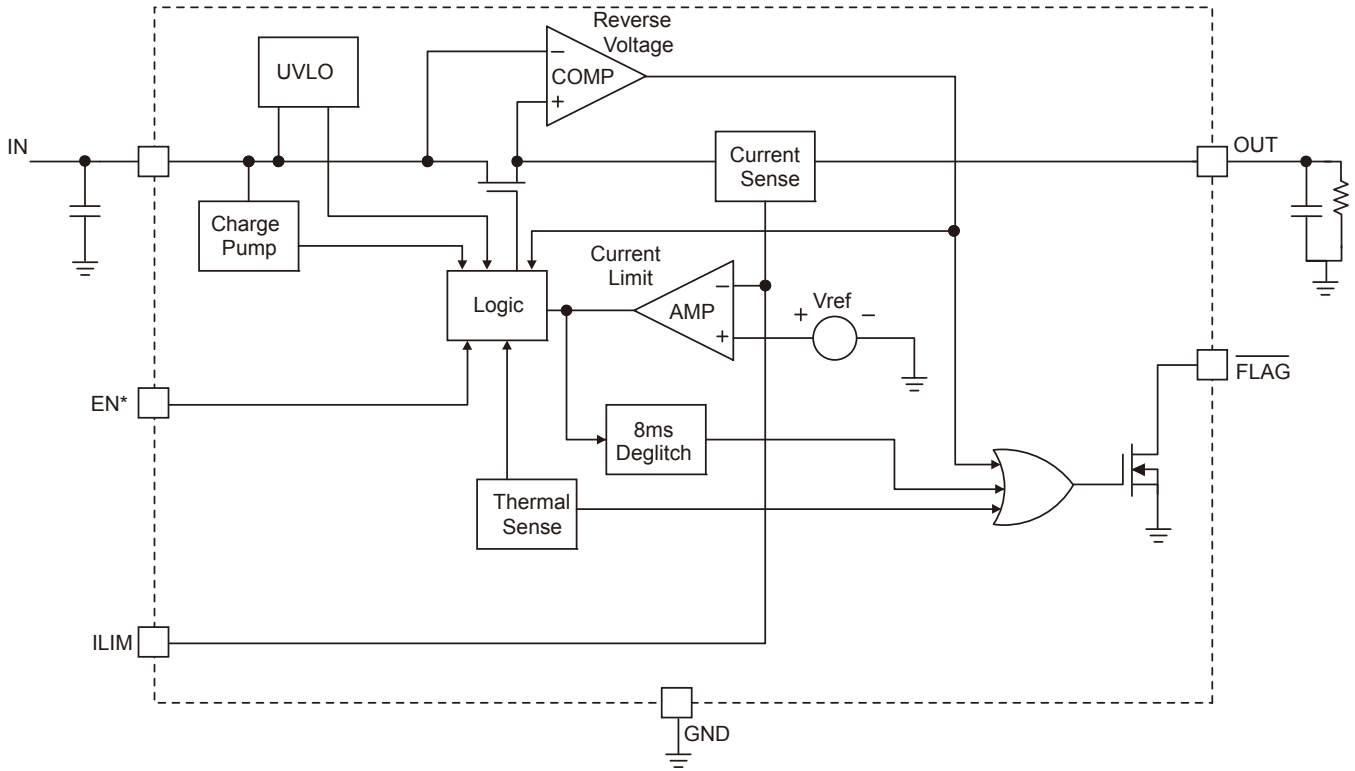 Reverse
Voltage
UVLO
−
COMP
+
IN
OUT
Current
Sense
Charge
Pump
Current
Limit
Logic
−
AMP
+
+ Vref −
FLAG
EN*
8ms
Deglitch
Thermal
Sense
ILIM
GND